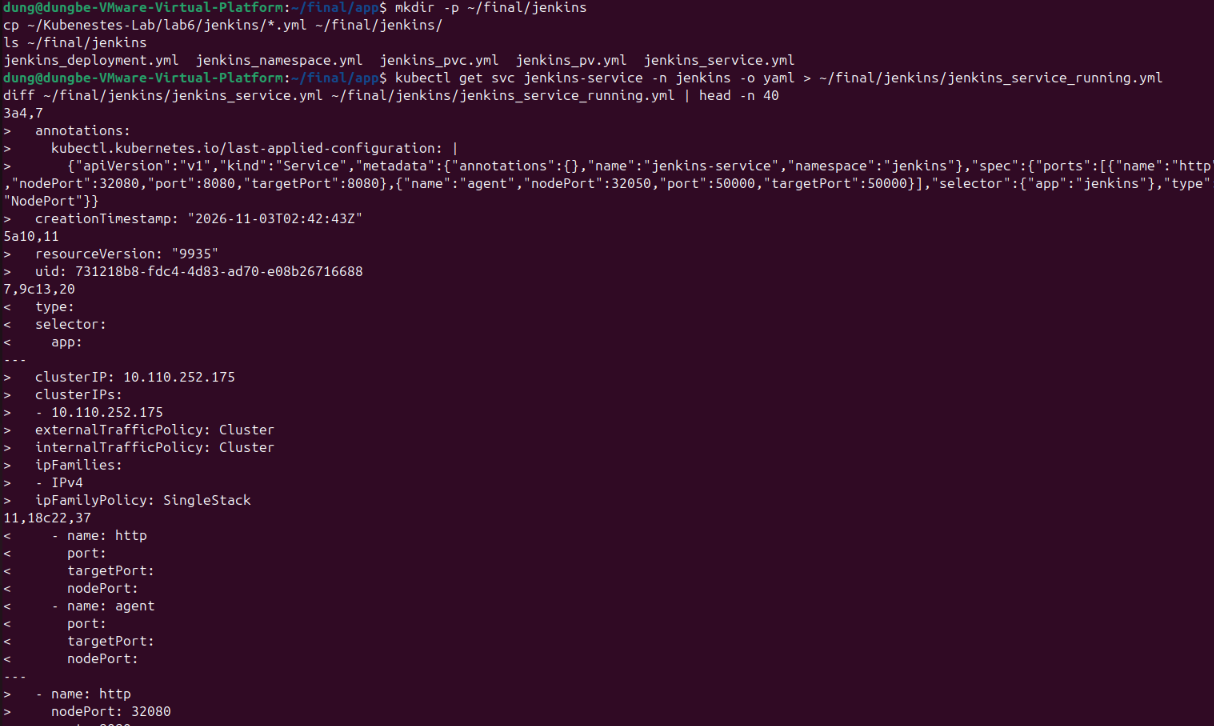 dung@dungbe-VMware-Virtual-Platform:~/final/app$ mkdir -p ~/final/jenkins
cp ~/Kubenestes-Lab/lab6/jenkins/*.yml ~/final/jenkins/
ls ~/final/jenkins
jenkins_deployment.yml  jenkins_namespace.yml  jenkins_pvc.yml  jenkins_pv.yml  jenkins_service.yml
dung@dungbe-VMware-Virtual-Platform:~/final/app$ kubectl get svc jenkins-service -n jenkins -o yaml > ~/final/jenkins/jenkins_service_running.yml
diff ~/final/jenkins/jenkins_service.yml ~/final/jenkins/jenkins_service_running.yml | head -n 40
3a4,7
>   annotations:
>     kubectl.kubernetes.io/last-applied-configuration: |
>       {"apiVersion":"v1","kind":"Service","metadata":{"annotations":{},"name":"jenkins-service","namespace":"jenkins"},"spec":{"ports":[{"name":"http"
,"nodePort":32080,"port":8080,"targetPort":8080},{"name":"agent","nodePort":32050,"port":50000,"targetPort":50000}],"selector":{"app":"jenkins"},"type":
"NodePort"}}
>   creationTimestamp: "2026-11-03T02:42:43Z"
5a10,11
>   resourceVersion: "9935"
>   uid: 731218b8-fdc4-4d83-ad70-e08b26716688
7,9c13,20
<   type:
<   selector:
<     app:
---
>   clusterIP: 10.110.252.175
>   clusterIPs:
>   - 10.110.252.175
>   externalTrafficPolicy: Cluster
>   internalTrafficPolicy: Cluster
>   ipFamilies:
>   - IPv4
>   ipFamilyPolicy: SingleStack
11,18c22,37
<     - name: http
<       port:
<       targetPort:
<       nodePort:
<     - name: agent
<       port:
<       targetPort:
<       nodePort:
---
>   - name: http
>     nodePort: 32080